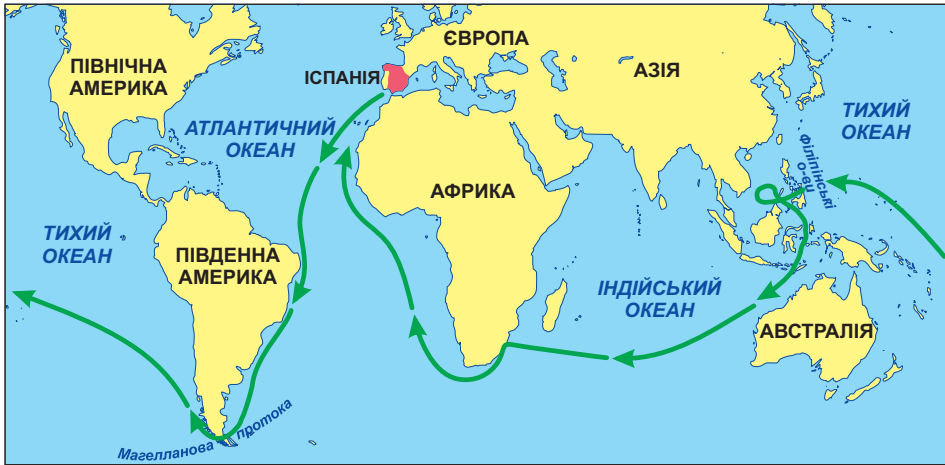 ПІВНІЧНА
АМЕРИКА
ЄВРОПА
ІСПАНІЯ
АЗІЯ
АТЛАНТИЧНИЙ
ОКЕАН
ТИХИЙ
ОКЕАН
Філіпінські
о-ви
АФРИКА
ТИХИЙ
ОКЕАН
ПІВДЕННА
АМЕРИКА
ІНДІЙСЬКИЙ
ОКЕАН
АВСТРАЛІЯ
Магелланова протока